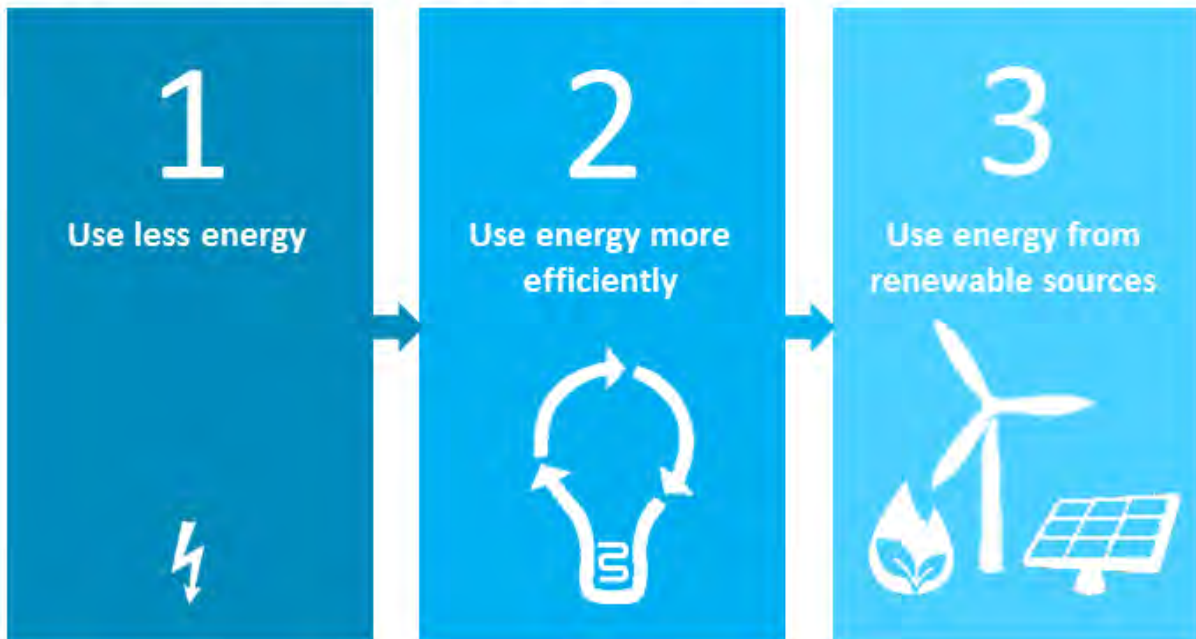 1
Use less energy
2
Use energy more
efficiently
3
Use energy from
renewable sources